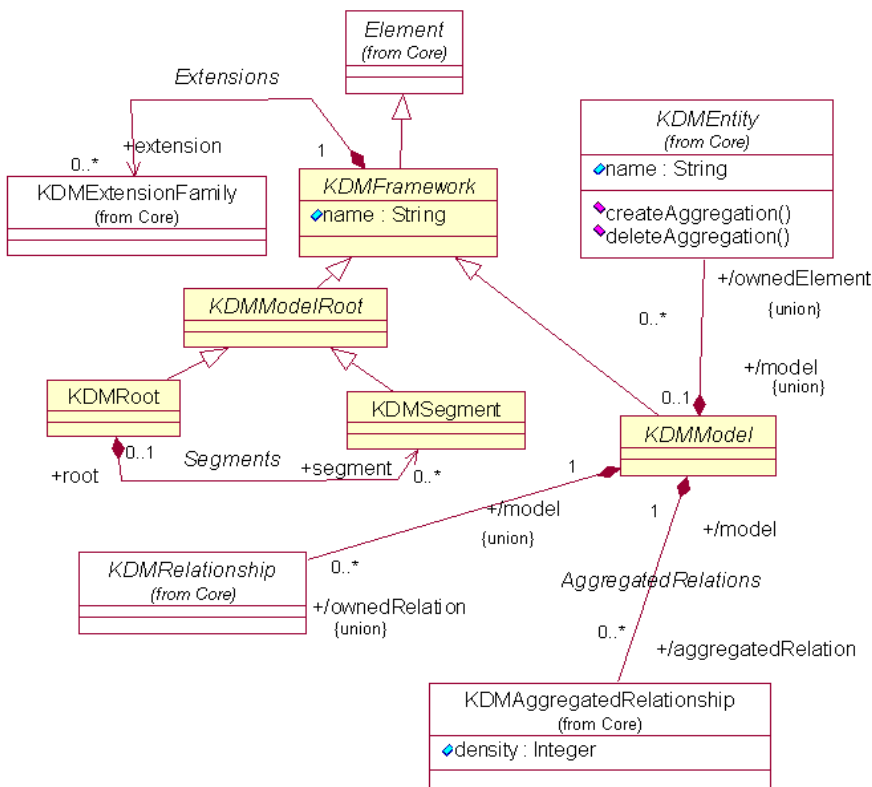 Element
(from Core)
Extensions
KDMEntity
(from Core)
name : String
createAggregation()
deleteAggregation()
+extension
0..*
1
KDMExtensionFamily
(from Core)
KDMFramework
name : String
+/ownedElement
{union}
0..*
KDMModelRoot
+/model
{union}
0..1
KDMRoot
KDMSegment
KDMModel
0..1
+root
Segments
+segment
0..*
1
+/model
{union}
1
+/model
KDMRelationship
(from Core)
0..*
+/ownedRelation
{union}
AggregatedRelations
0..*
+/aggregatedRelation
KDMAggregatedRelationship
(from Core)
density : Integer